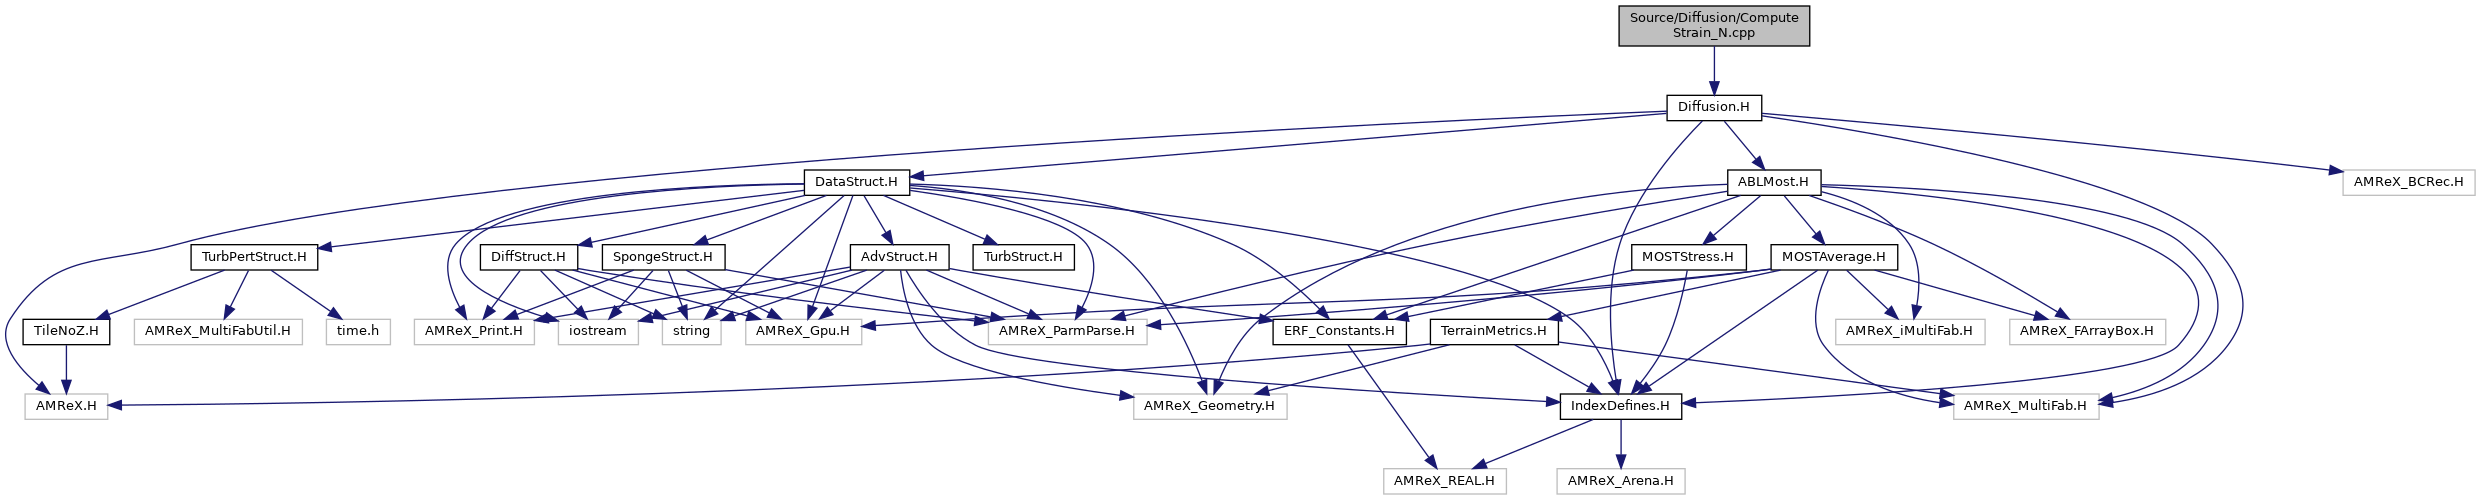 Source/Diffusion/Compute
Strain_N.cpp
Diffusion.H
DataStruct.H
ABLMost.H
AMReX_BCRec.H
TurbPertStruct.H
DiffStruct.H
SpongeStruct.H
AdvStruct.H
TurbStruct.H
MOSTStress.H
MOSTAverage.H
TileNoZ.H
AMReX_MultiFabUtil.H
time.h
AMReX_Print.H
iostream
string
AMReX_Gpu.H
AMReX_ParmParse.H
ERF_Constants.H
TerrainMetrics.H
AMReX_iMultiFab.H
AMReX_FArrayBox.H
AMReX.H
AMReX_Geometry.H
IndexDefines.H
AMReX_MultiFab.H
AMReX_REAL.H
AMReX_Arena.H